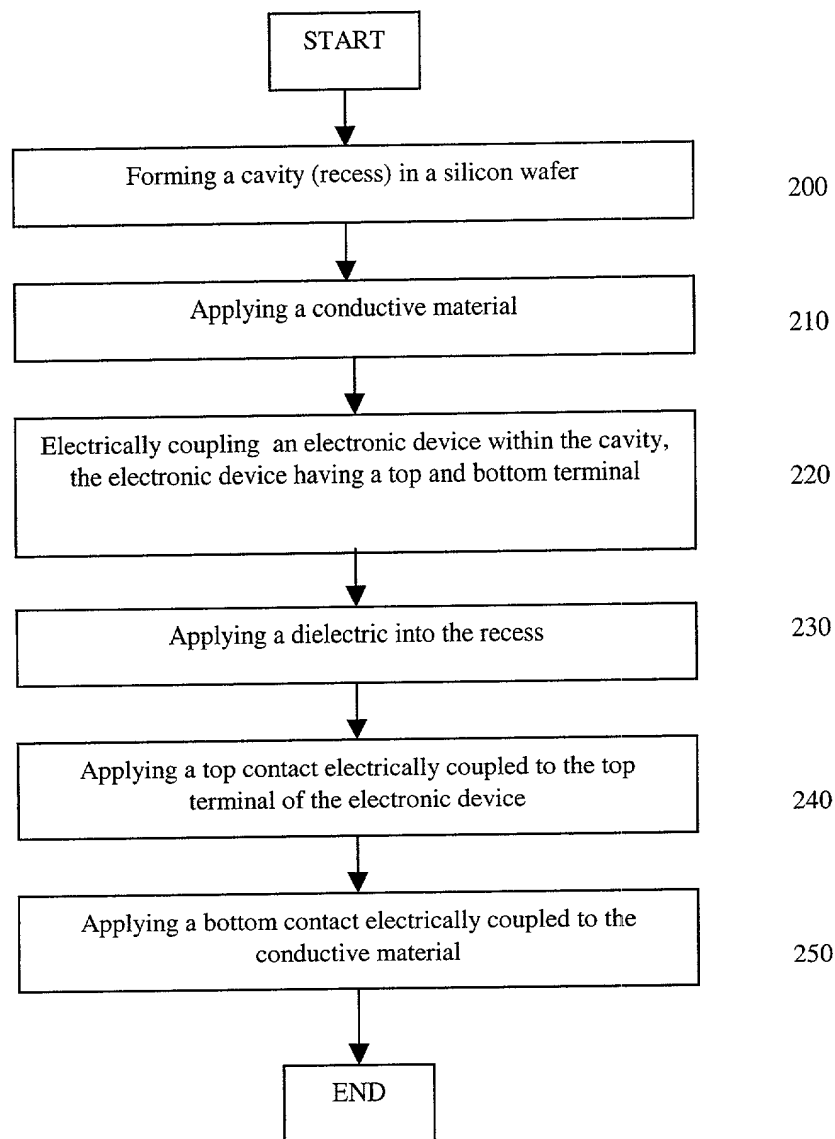 START
Forming a cavity (recess) in a silicon wafer
200
Applying a conductive material
210
Electrically coupling an electronic device within the cavity,
the electronic device having a top and bottom terminal
220
Applying a dielectric into the recess
230
Applying a top contact electrically coupled to the top
terminal of the electronic device
240
Applying a bottom contact electrically coupled to the
conductive material
250
END